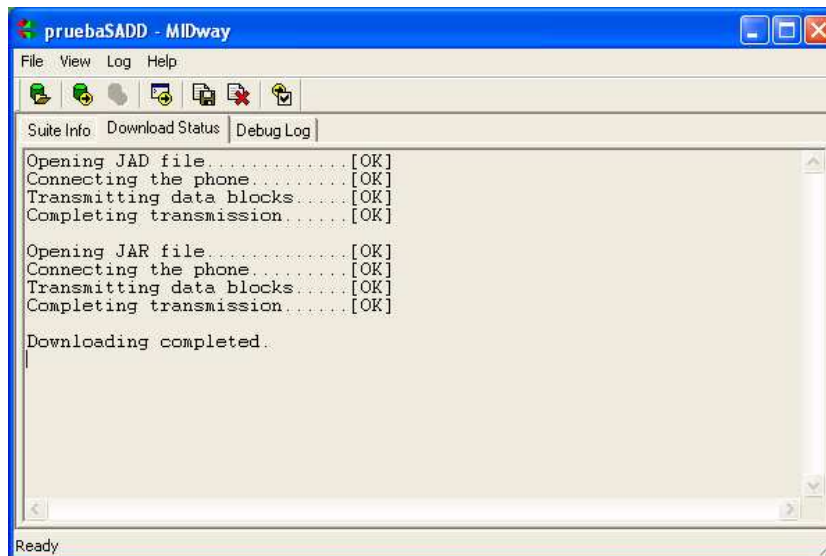 pruebaSADD - MIDway
File View Log Help
Suite Info Download Status Debug Log
Opening JAD file.............[OK]
Connecting the phone.........[OK]
Transmitting data blocks.....[OK]
Completing transmission......[OK]
Opening JAR file.............[OK]
Connecting the phone.........[OK]
Transmitting data blocks.....[OK]
Completing transmission......[OK]
Downloading completed.
Ready